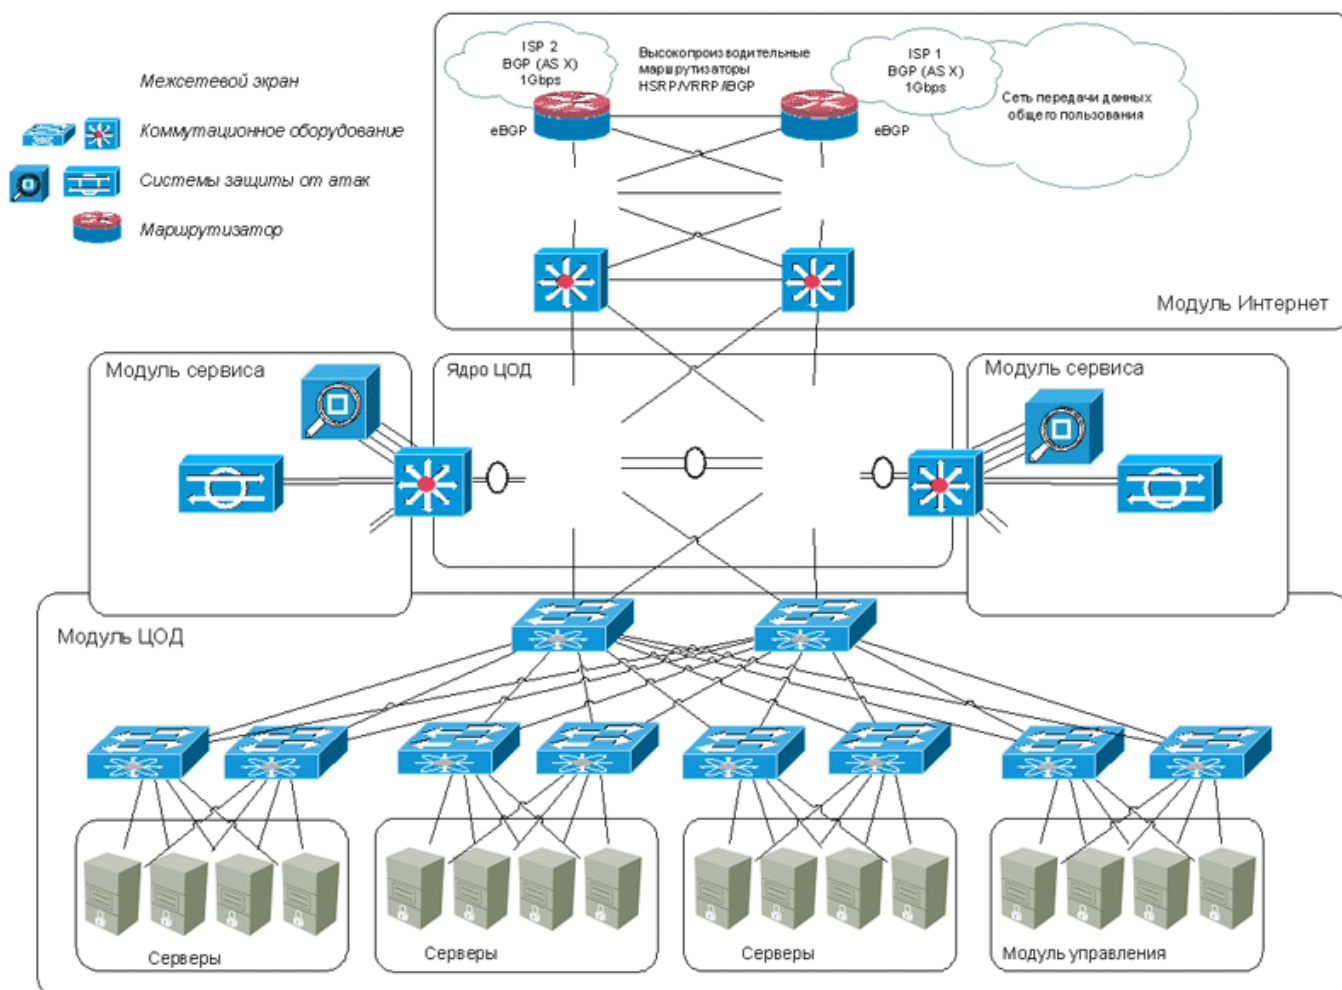 ISP 2
BGP (AS X)
1Gbps
Высокопроизводительные
маршрутизаторы
HSRP/VRRP/iBGP
ISP 1
BGP (AS X)
1Gbps
Сеть передачи данных
общего пользования
eBGP
eBGP
Межсетевой экран
Коммутационное оборудование
Системы защиты от атак
Маршрутизатор
Модуль Интернет
Модуль сервиса
Ядро ЦОД
Модуль сервиса
Модуль ЦОД
Серверы
Серверы
Серверы
Модуль управления